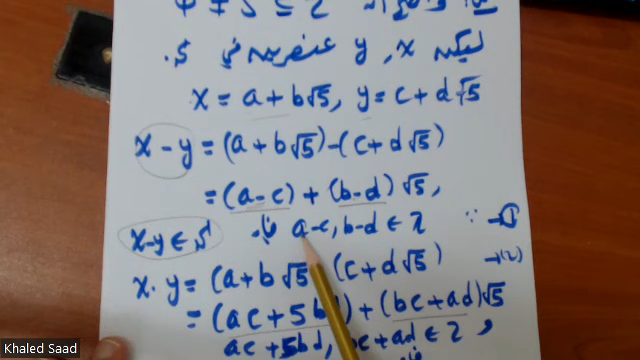 φ ≠ S ⊆ Z
ليكن x, y عنصرين في S.
x = a + b√5, y = c + d√5
x - y = (a + b√5) - (c + d√5)
= (a - c) + (b - d)√5,
∵ a - c, b - d ∈ Z فإن x - y ∈ S → (1)
x · y = (a + b√5) (c + d√5) → (2)
= (ac + 5bd) + (bc + ad)√5
ac + 5bd, bc + ad ∈ Z,
Khaled Saad